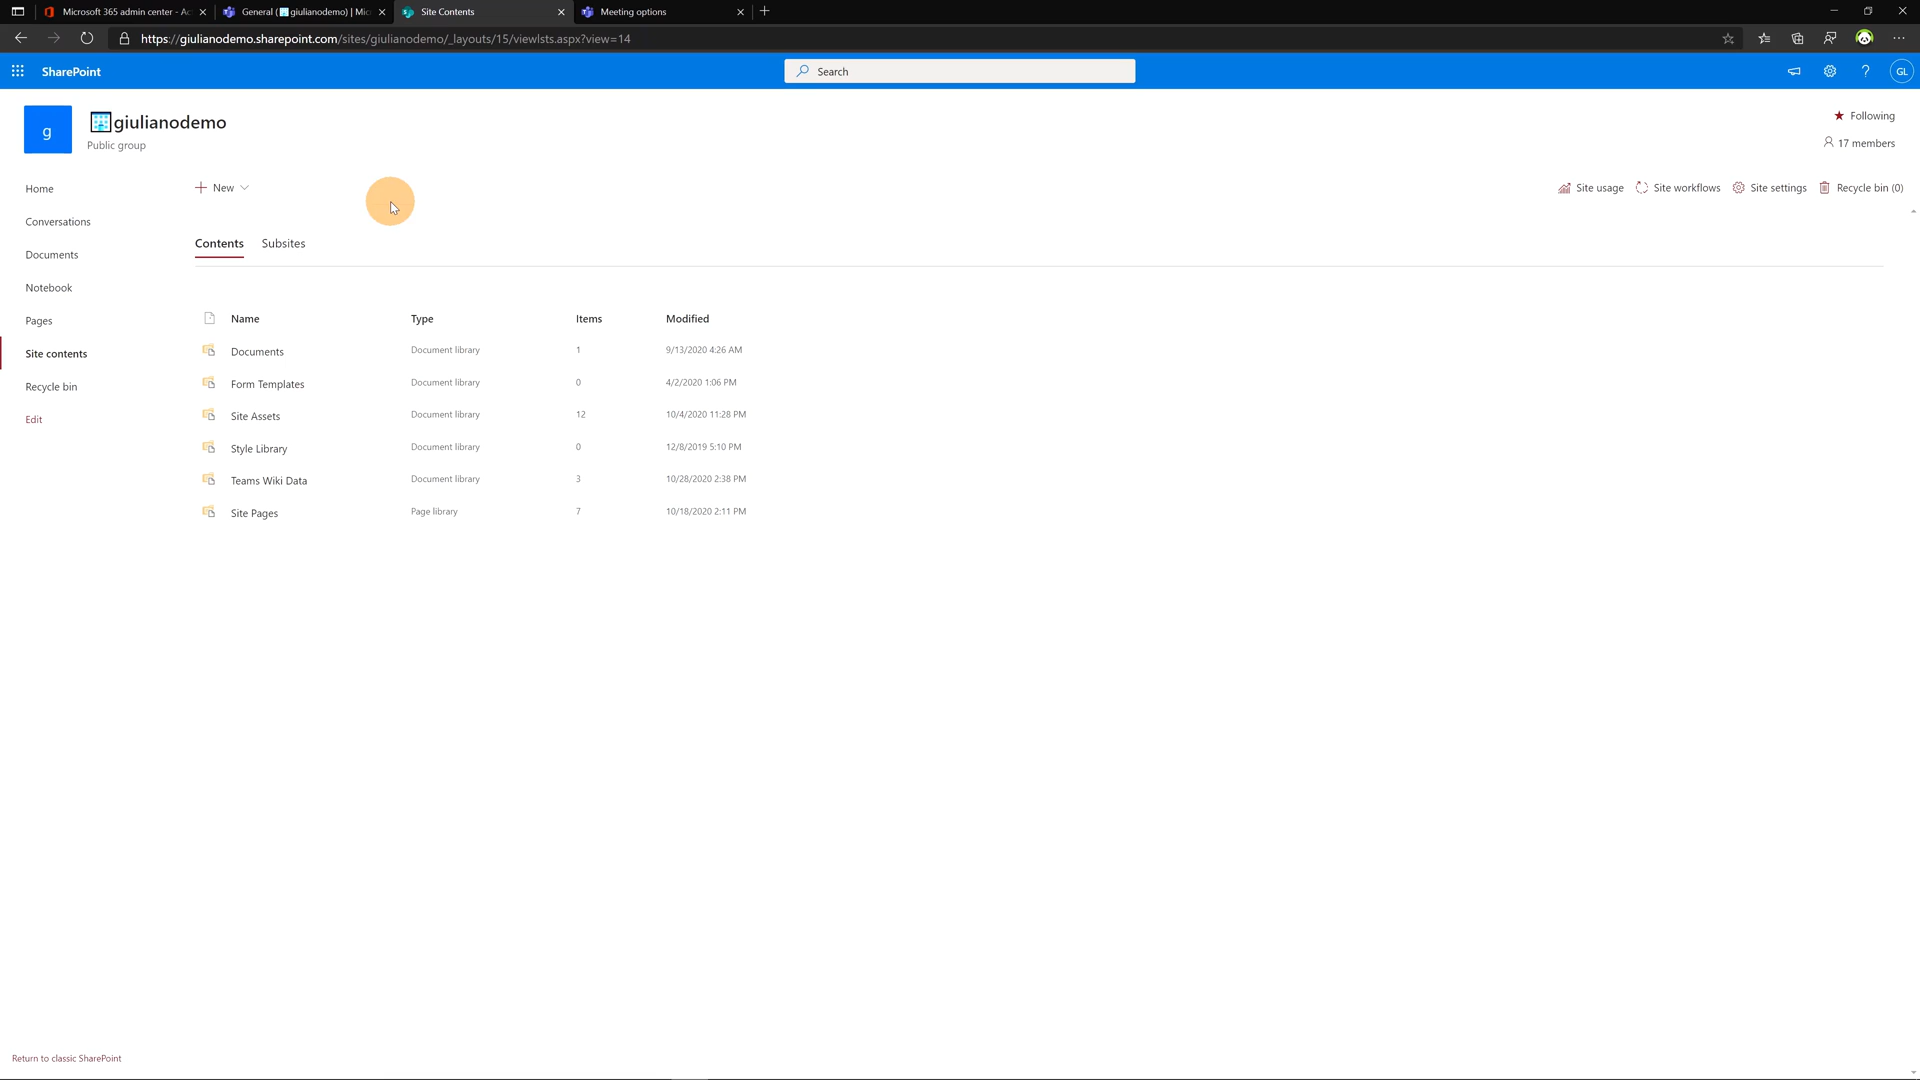 Microsoft 365 admin center - Ac
General (giulianodemo) | Mic
Site Contents
Meeting options
https://giulianodemo.sharepoint.com/sites/giulianodemo/_layouts/15/viewlsts.aspx?view=14
SharePoint
Search
GL
g
giulianodemo
Public group
Following
17 members
Home
Conversations
Documents
Notebook
Pages
Site contents
Recycle bin
Edit
New
Site usage
Site workflows
Site settings
Recycle bin (0)
Contents
Subsites
Name Type Items Modified
Documents Document library 1 9/13/2020 4:26 AM
Form Templates Document library 0 4/2/2020 1:06 PM
Site Assets Document library 12 10/4/2020 11:28 PM
Style Library Document library 0 12/8/2019 5:10 PM
Teams Wiki Data Document library 3 10/28/2020 2:38 PM
Site Pages Page library 7 10/18/2020 2:11 PM
Return to classic SharePoint